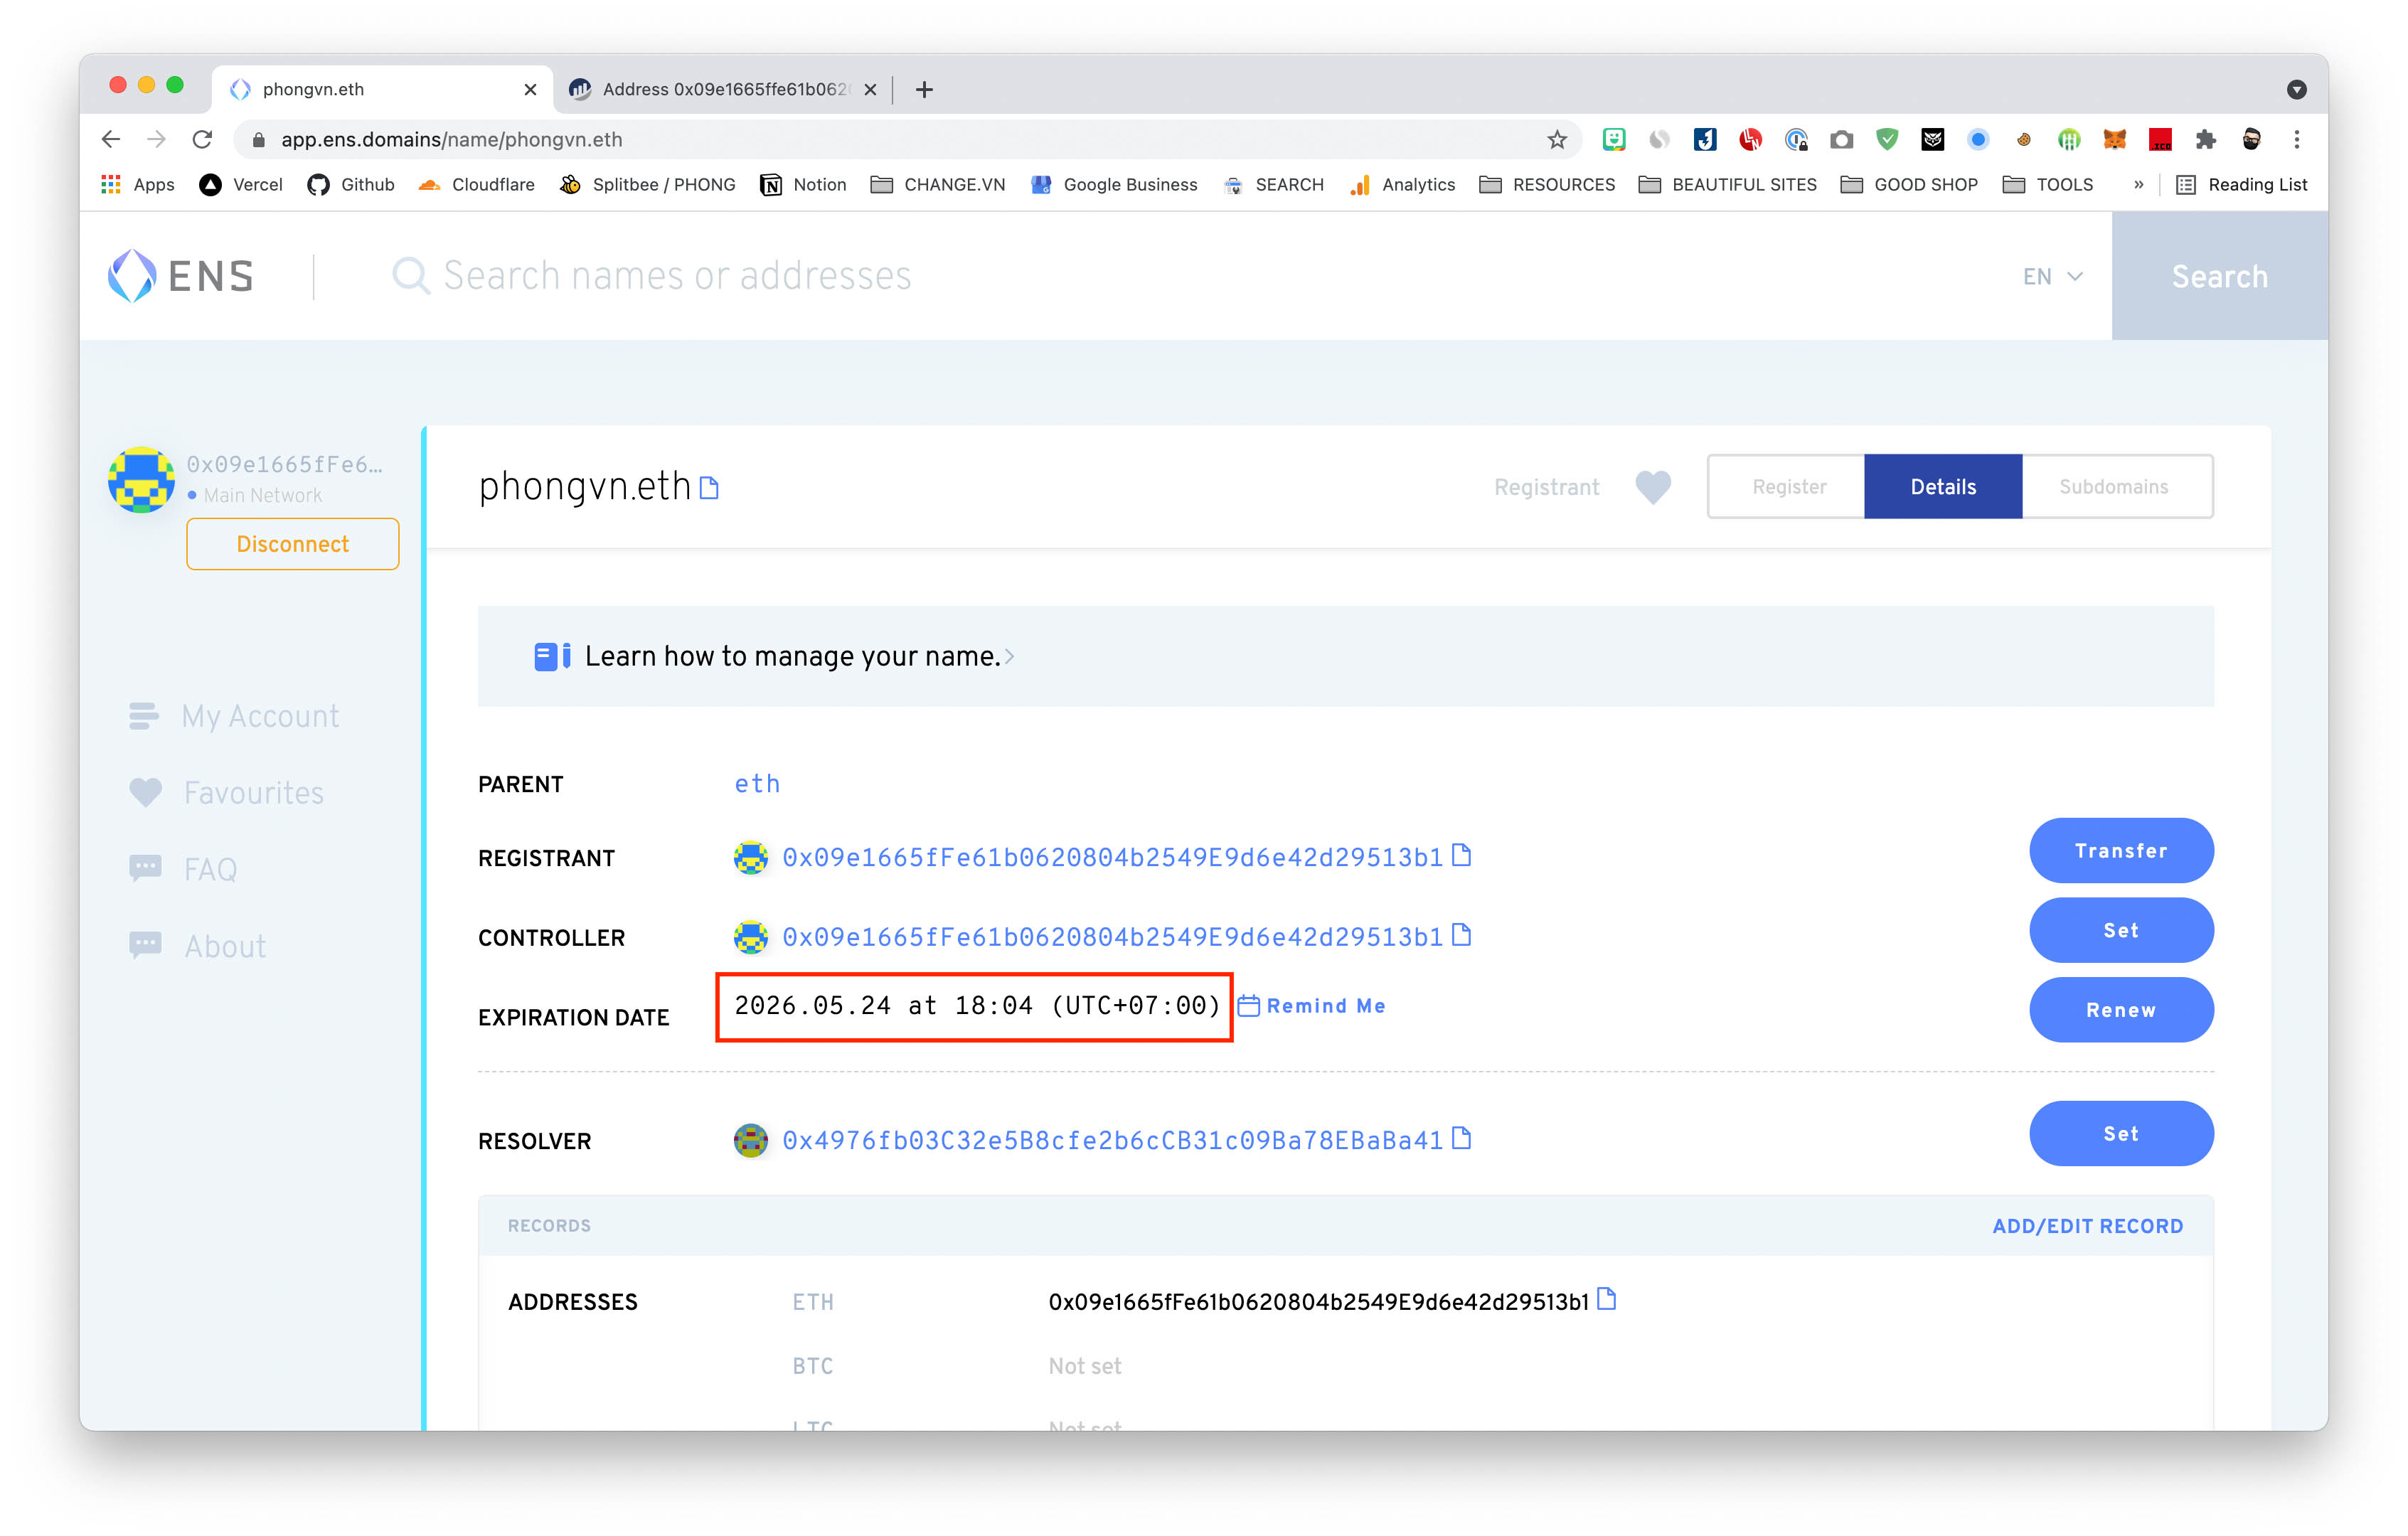 phongvn.eth
Address 0x09e1665ffe61b062
app.ens.domains/name/phongvn.eth
Apps
Vercel
Github
Cloudflare
Splitbee / PHONG
Notion
CHANGE.VN
Google Business
SEARCH
Analytics
RESOURCES
BEAUTIFUL SITES
GOOD SHOP
TOOLS
»
Reading List
ENS
Search names or addresses
EN
Search
0x09e1665fFe6...
Main Network
Disconnect
My Account
Favourites
FAQ
About
phongvn.eth
Registrant
Register
Details
Subdomains
Learn how to manage your name.
PARENT
eth
REGISTRANT
0x09e1665fFe61b0620804b2549E9d6e42d29513b1
Transfer
CONTROLLER
0x09e1665fFe61b0620804b2549E9d6e42d29513b1
Set
EXPIRATION DATE
2026.05.24 at 18:04 (UTC+07:00)
Remind Me
Renew
RESOLVER
0x4976fb03C32e5B8cfe2b6cCB31c09Ba78EBaBa41
Set
RECORDS
ADD/EDIT RECORD
ADDRESSES
ETH
0x09e1665fFe61b0620804b2549E9d6e42d29513b1
BTC
Not set
LTC
Not set